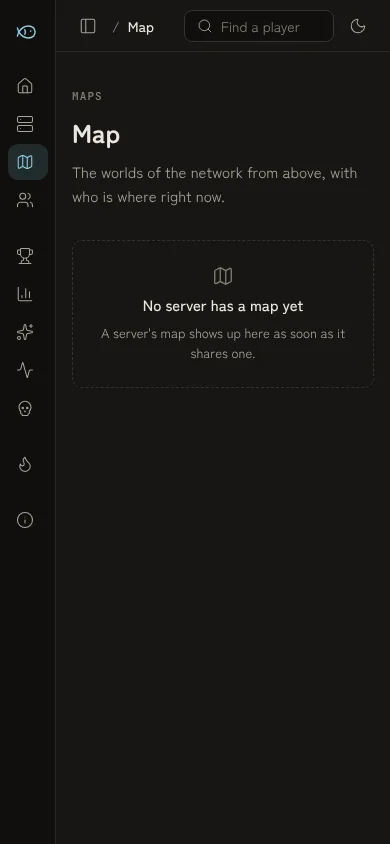 / Map
Find a player
MAPS
Map
The worlds of the network from above, with
who is where right now.
No server has a map yet
A server's map shows up here as soon as it
shares one.